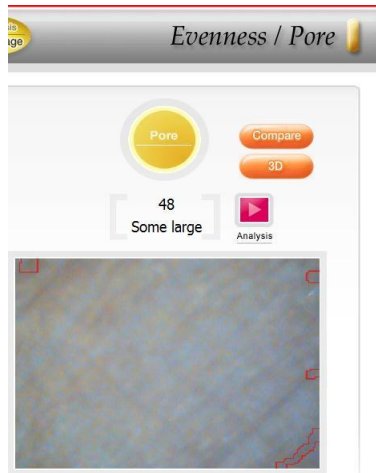 Evenness / Pore
Pore
Compare
3D
48
Some large
Analysis